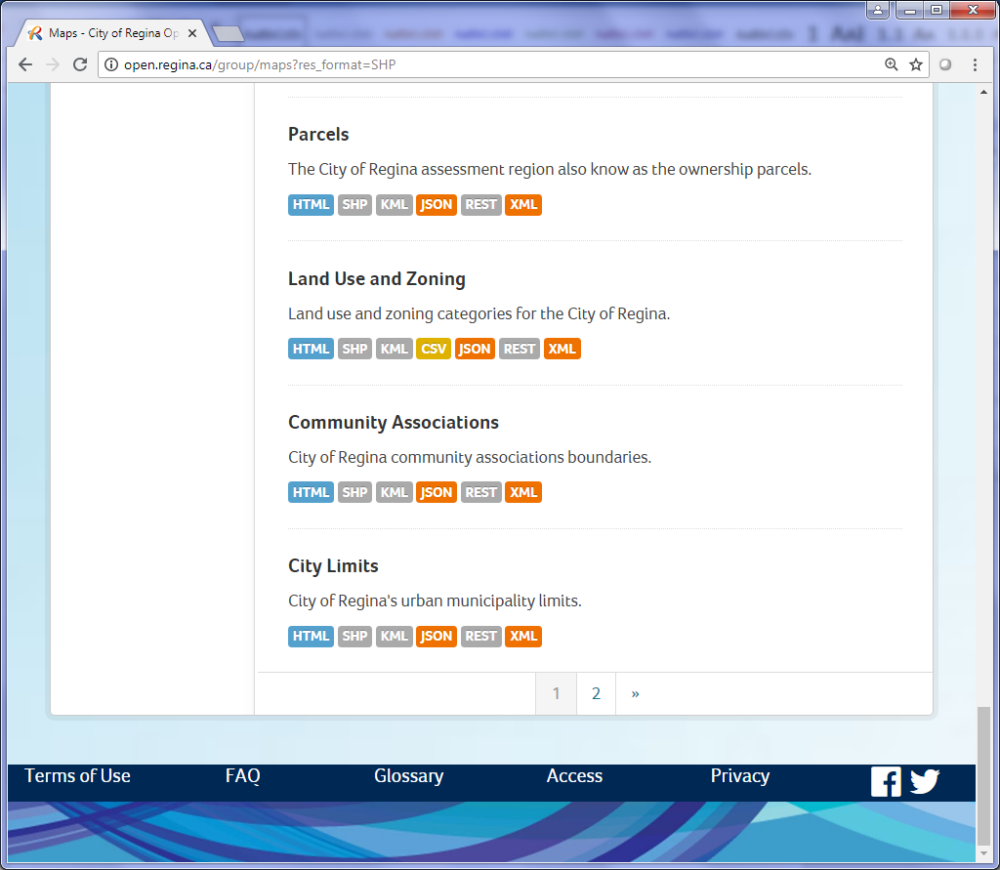 Maps - City of Regina Op
open.regina.ca/group/maps?res_format=SHP
Parcels
The City of Regina assessment region also know as the ownership parcels.
HTML SHP KML JSON REST XML
Land Use and Zoning
Land use and zoning categories for the City of Regina.
HTML SHP KML CSV JSON REST XML
Community Associations
City of Regina community associations boundaries.
HTML SHP KML JSON REST XML
City Limits
City of Regina's urban municipality limits.
HTML SHP KML JSON REST XML
1 2 »
Terms of Use FAQ Glossary Access Privacy